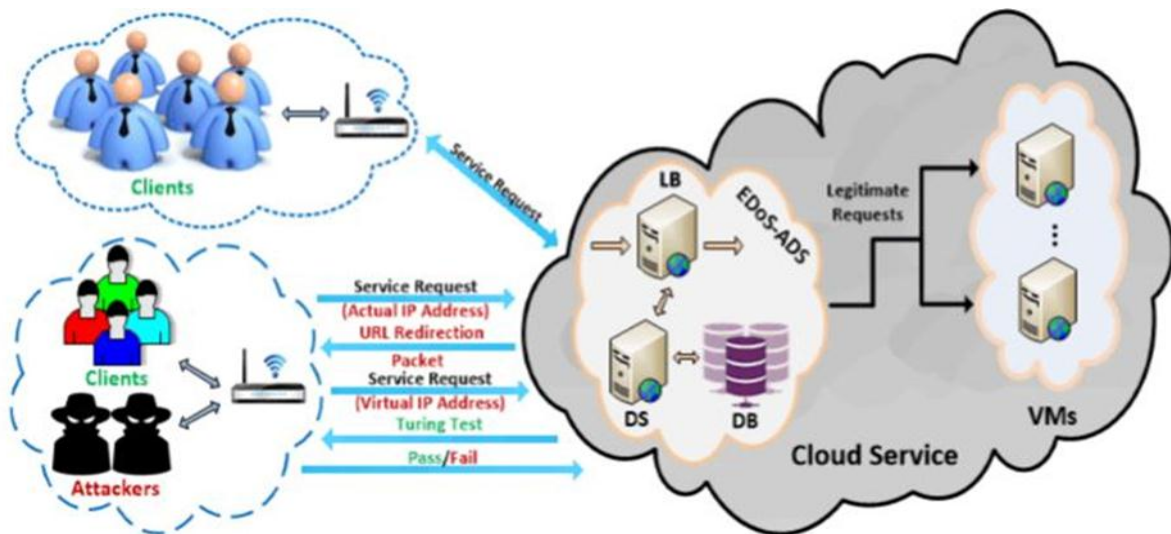 Clients
Service Request
Clients
Attackers
Service Request
(Actual IP Address)
URL Redirection
Packet
Service Request
(Virtual IP Address)
Turing Test
Pass/Fail
LB
EDoS-ADS
DS
DB
Legitimate
Requests
VMs
Cloud Service